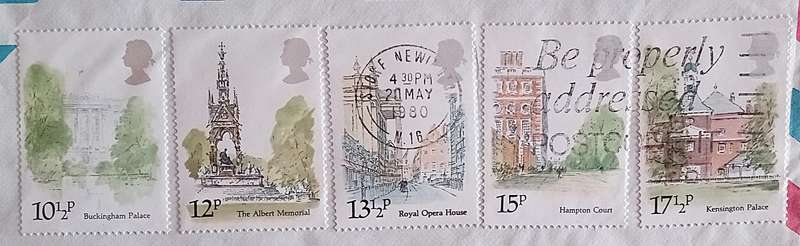 10½P Buckingham Palace
12P The Albert Memorial
13½P Royal Opera House
15P Hampton Court
17½P Kensington Palace
4 30PM
20 MAY
1980
N.16
Be properly
addressed